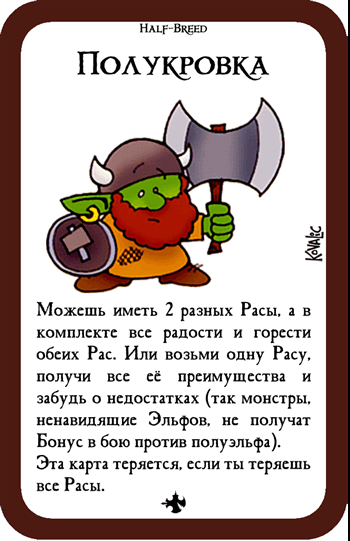 Half-Breed
Полукровка
Kovalic
Можешь иметь 2 разных Расы, а в
комплекте все радости и горести
обеих Рас. Или возьми одну Расу,
получи все её преимущества и
забудь о недостатках (так монстры,
ненавидящие Эльфов, не получат
Бонус в бою против полуэльфа).
Эта карта теряется, если ты теряешь
все Расы.